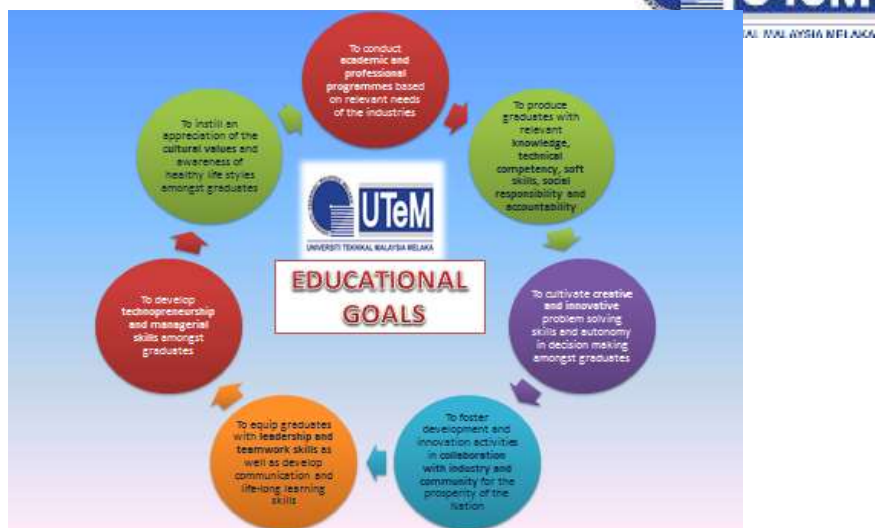 AL MALAYSIA MELAKA
To conduct
academic and
professional
programmes based
on relevant needs
of the industries
To produce
graduates with
relevant
knowledge,
technical
competency, soft
skills, social
responsibility and
accountability
To cultivate creative
and innovative
problem solving
skills and autonomy
in decision making
amongst graduates
To foster
development and
innovation activities
in collaboration
with industry and
community for the
prosperity of the
Nation
To equip graduates
with leadership and
teamwork skills as
well as develop
communication and
life-long learning
skills
To develop
technopreneurship
and managerial
skills amongst
graduates
To instill an
appreciation of the
cultural values and
awareness of
healthy life styles
amongst graduates
UTeM
UNIVERSITI TEKNIKAL MALAYSIA MELAKA
EDUCATIONAL
GOALS